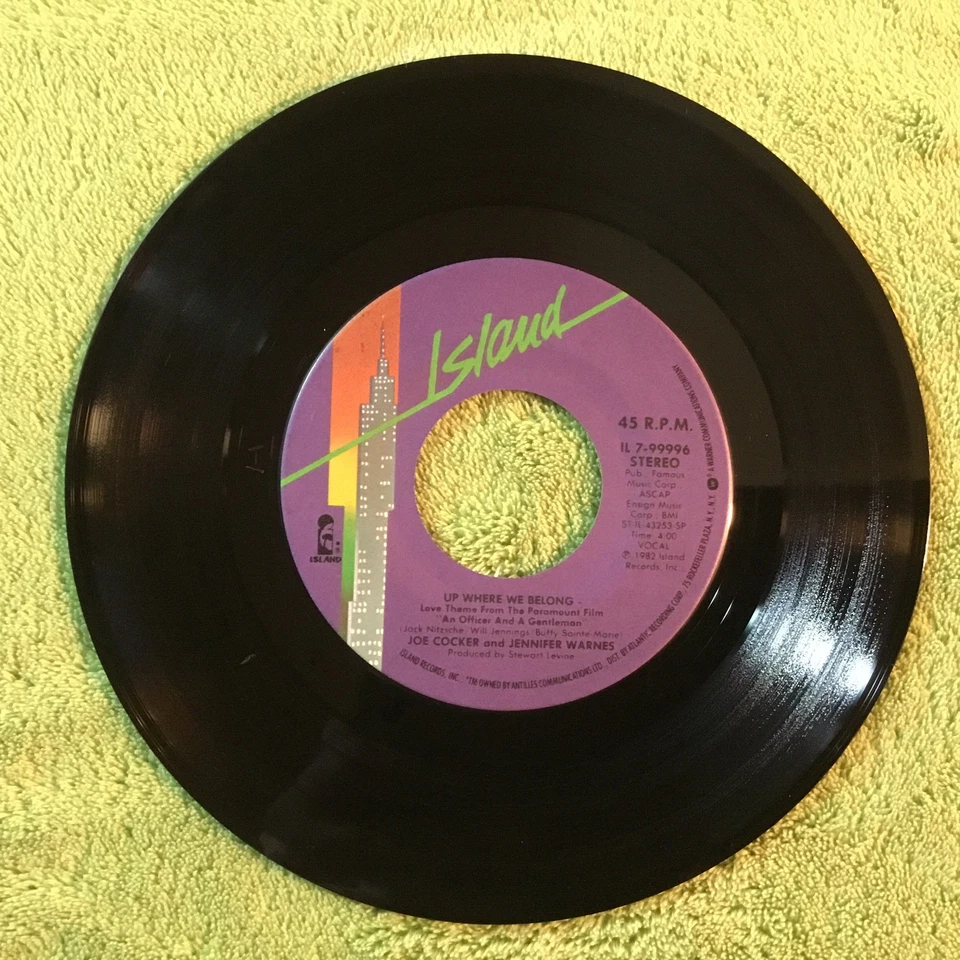 Island
45 R.P.M.
IL 7-99996
STEREO
Pub., Famous
Music Corp.,
ASCAP
Ensign Music
Corp., BMI
ST-IL-43253-SP
Time: 4:00
VOCAL
℗ 1982 Island
Records, Inc.
ISLAND
UP WHERE WE BELONG -
Love Theme From The Paramount Film
"An Officer And A Gentleman"
(Jack Nitzsche, Will Jennings, Buffy Sainte-Marie)
JOE COCKER and JENNIFER WARNES
Produced by Stewart Levine
ISLAND RECORDS, INC. *TM OWNED BY ANTILLES COMMUNICATIONS LTD., DIST. BY ATLANTIC RECORDING CORP., 75 ROCKEFELLER PLAZA, N.Y., N.Y. A WARNER COMMUNICATIONS COMPANY